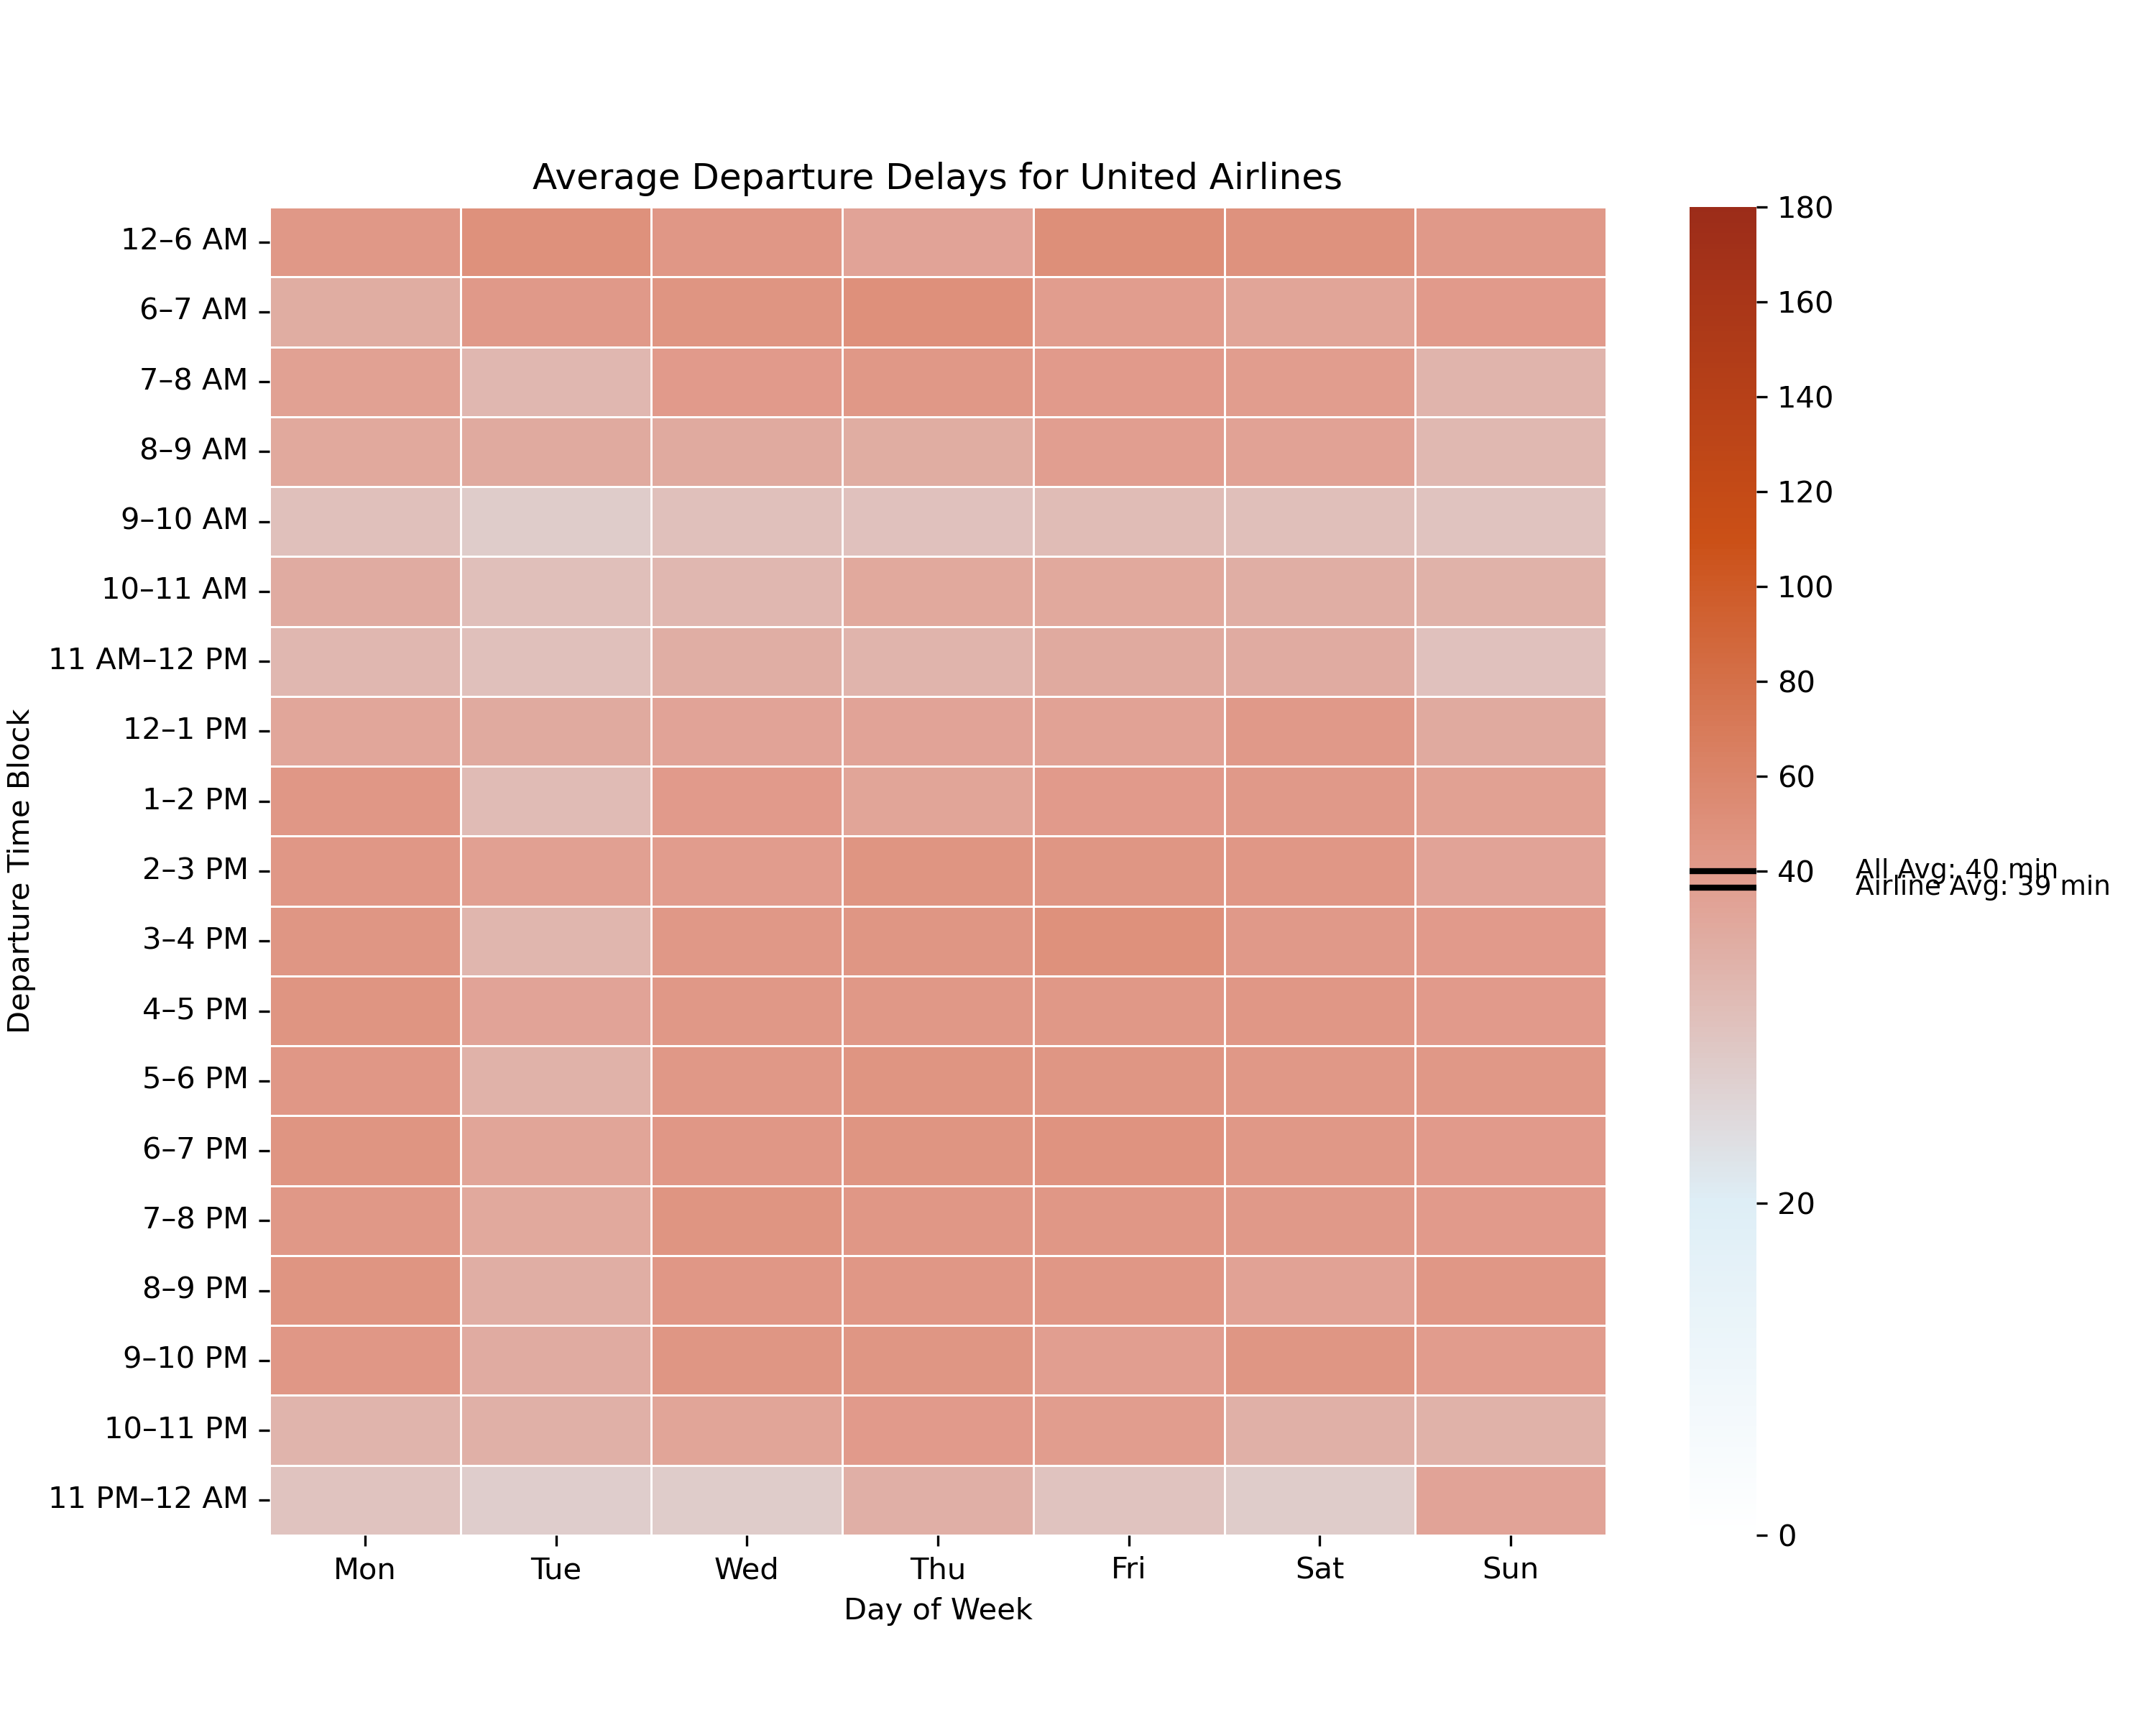 Average Departure Delays for United Airlines
Departure Time Block
12–6 AM
6–7 AM
7–8 AM
8–9 AM
9–10 AM
10–11 AM
11 AM–12 PM
12–1 PM
1–2 PM
2–3 PM
3–4 PM
4–5 PM
5–6 PM
6–7 PM
7–8 PM
8–9 PM
9–10 PM
10–11 PM
11 PM–12 AM
Mon Tue Wed Thu Fri Sat Sun
Day of Week
180
160
140
120
100
80
60
40
All Avg: 40 min
Airline Avg: 39 min
20
0